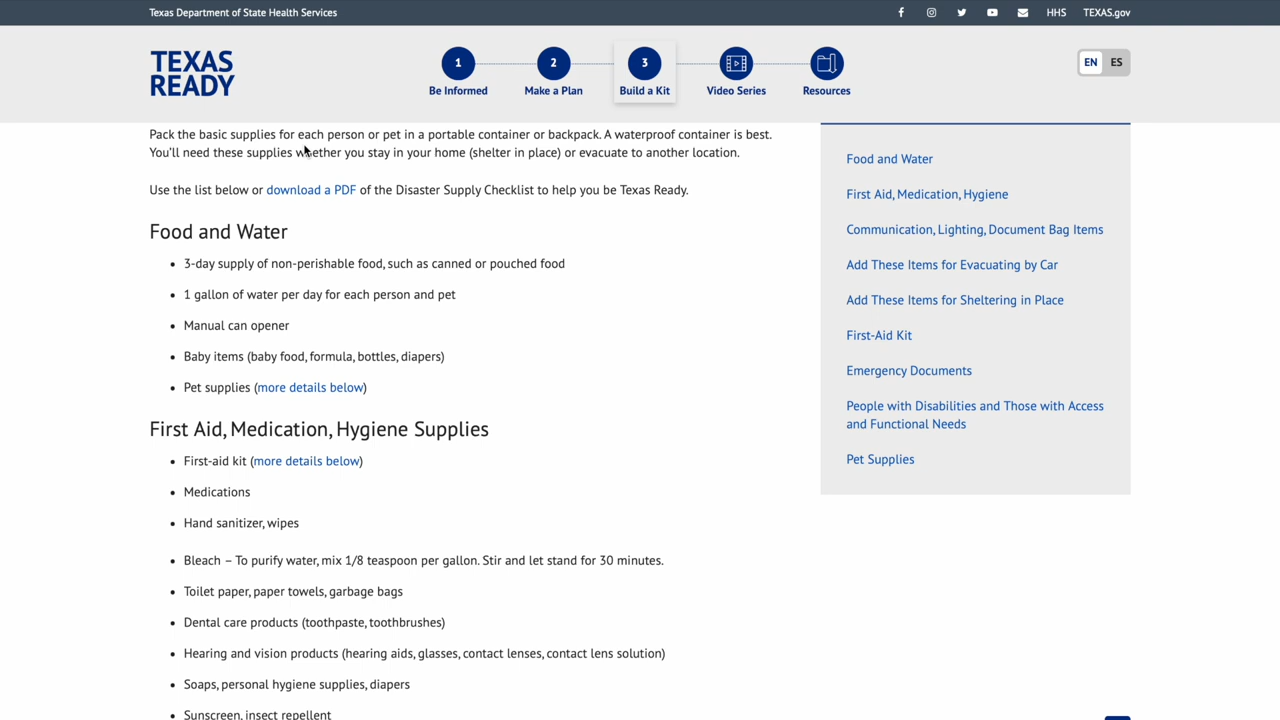 Texas Department of State Health Services
HHS
TEXAS.gov
TEXAS
READY
1
Be Informed
2
Make a Plan
3
Build a Kit
Video Series
Resources
EN
ES
Pack the basic supplies for each person or pet in a portable container or backpack. A waterproof container is best.
You'll need these supplies whether you stay in your home (shelter in place) or evacuate to another location.
Use the list below or download a PDF of the Disaster Supply Checklist to help you be Texas Ready.
Food and Water
• 3-day supply of non-perishable food, such as canned or pouched food
• 1 gallon of water per day for each person and pet
• Manual can opener
• Baby items (baby food, formula, bottles, diapers)
• Pet supplies (more details below)
First Aid, Medication, Hygiene Supplies
• First-aid kit (more details below)
• Medications
• Hand sanitizer, wipes
• Bleach – To purify water, mix 1/8 teaspoon per gallon. Stir and let stand for 30 minutes.
• Toilet paper, paper towels, garbage bags
• Dental care products (toothpaste, toothbrushes)
• Hearing and vision products (hearing aids, glasses, contact lenses, contact lens solution)
• Soaps, personal hygiene supplies, diapers
• Sunscreen, insect repellent
Food and Water
First Aid, Medication, Hygiene
Communication, Lighting, Document Bag Items
Add These Items for Evacuating by Car
Add These Items for Sheltering in Place
First-Aid Kit
Emergency Documents
People with Disabilities and Those with Access
and Functional Needs
Pet Supplies